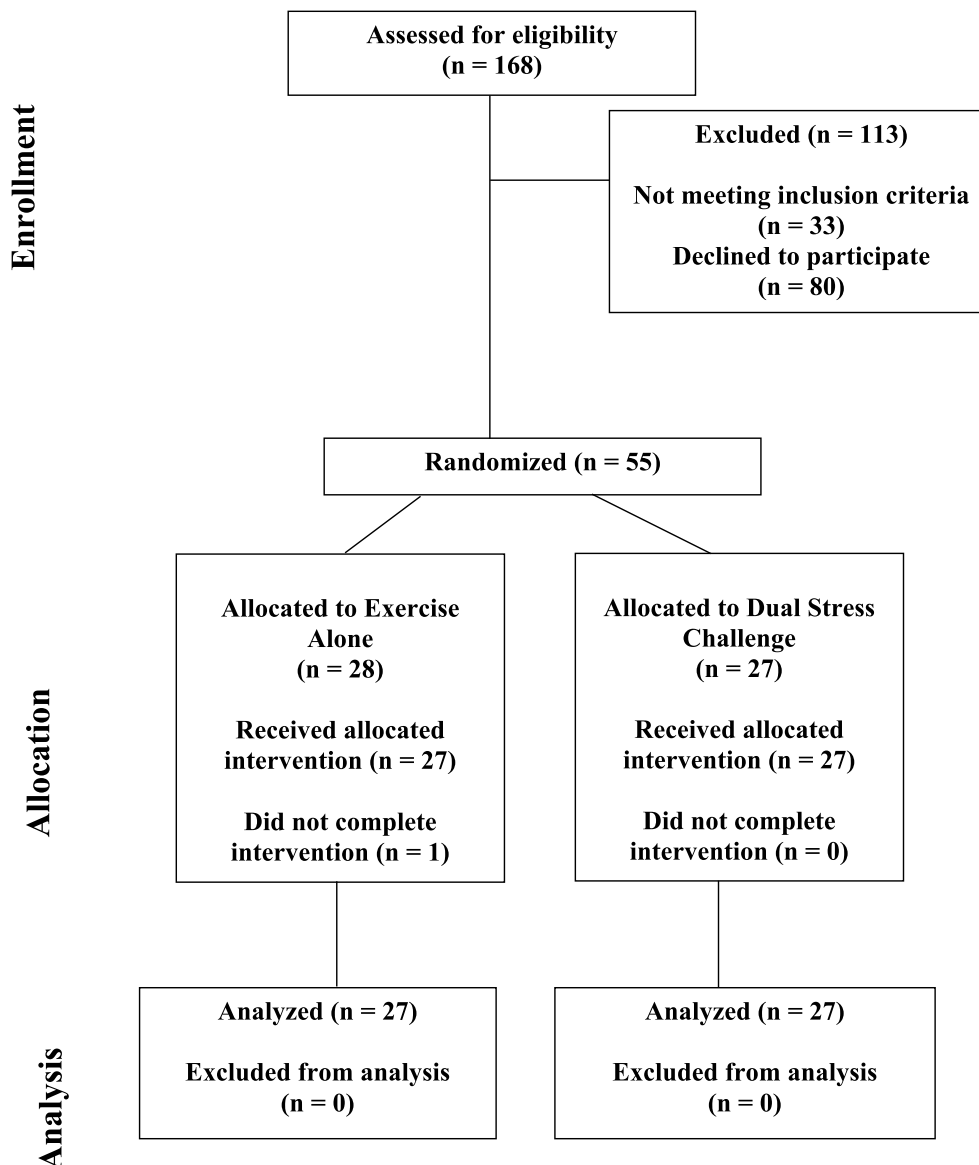 Enrollment
Assessed for eligibility
(n = 168)
Excluded (n = 113)
Not meeting inclusion criteria
(n = 33)
Declined to participate
(n = 80)
Randomized (n = 55)
Allocation
Allocated to Exercise
Alone
(n = 28)
Received allocated
intervention (n = 27)
Did not complete
intervention (n = 1)
Allocated to Dual Stress
Challenge
(n = 27)
Received allocated
intervention (n = 27)
Did not complete
intervention (n = 0)
Analysis
Analyzed (n = 27)
Excluded from analysis
(n = 0)
Analyzed (n = 27)
Excluded from analysis
(n = 0)